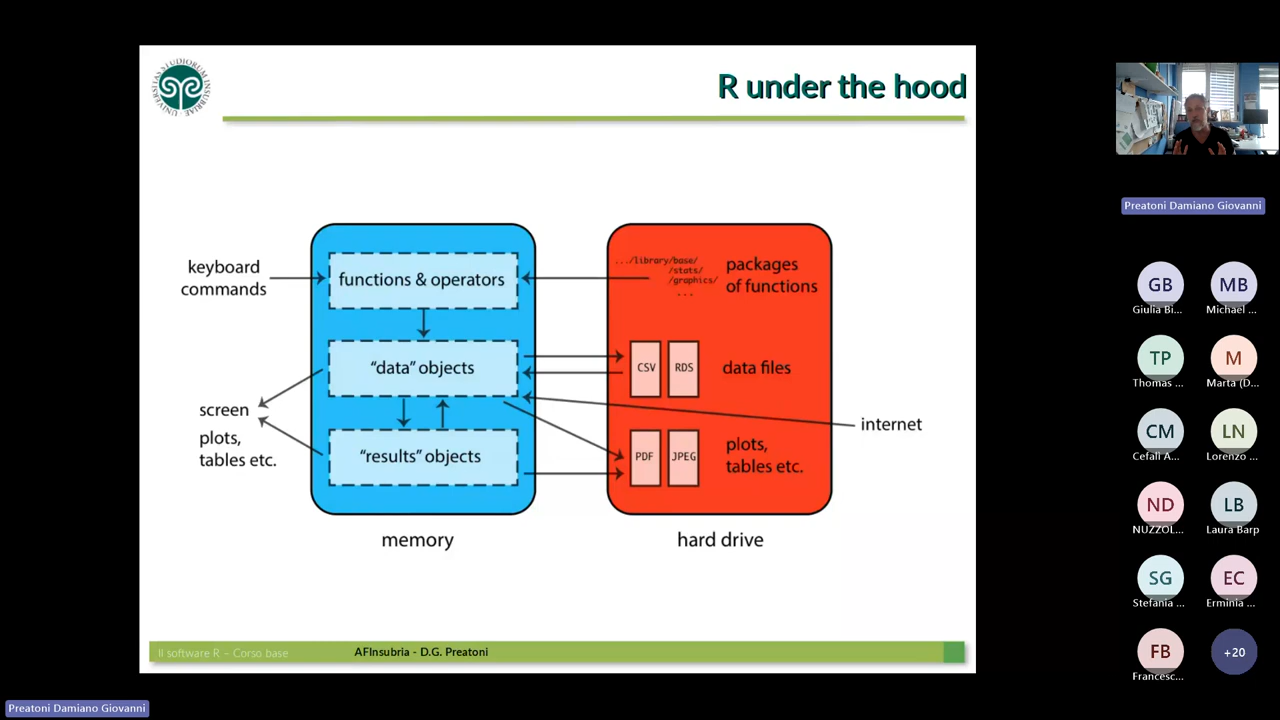 UNIVERSITAS STUDIORUM INSUBRIAE
R under the hood
keyboard
commands
functions & operators
.../library/base/
/stats/
/graphics/
...
packages
of functions
“data” objects
CSV
RDS
data files
screen
plots,
tables etc.
internet
“results” objects
PDF
JPEG
plots,
tables etc.
memory
hard drive
Il software R – Corso base
AFInsubria - D.G. Preatoni
Preatoni Damiano Giovanni
GB
MB
Giulia Bi...
Michael ...
TP
M
Thomas ...
Marta (D...
CM
LN
Cefalì A...
Lorenzo ...
ND
LB
NUZZOL...
Laura Barp
SG
EC
Stefania ...
Erminia ...
FB
+20
Francesc...
Preatoni Damiano Giovanni